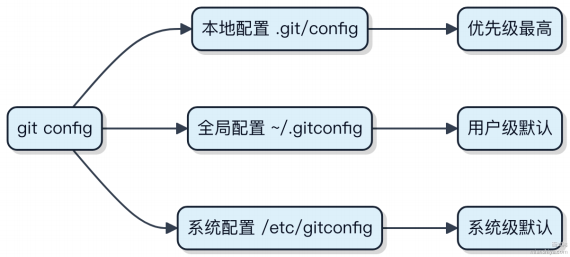 本地配置 .git/config
优先级最高
git config
全局配置 ~/.gitconfig
用户级默认
系统配置 /etc/gitconfig
系统级默认